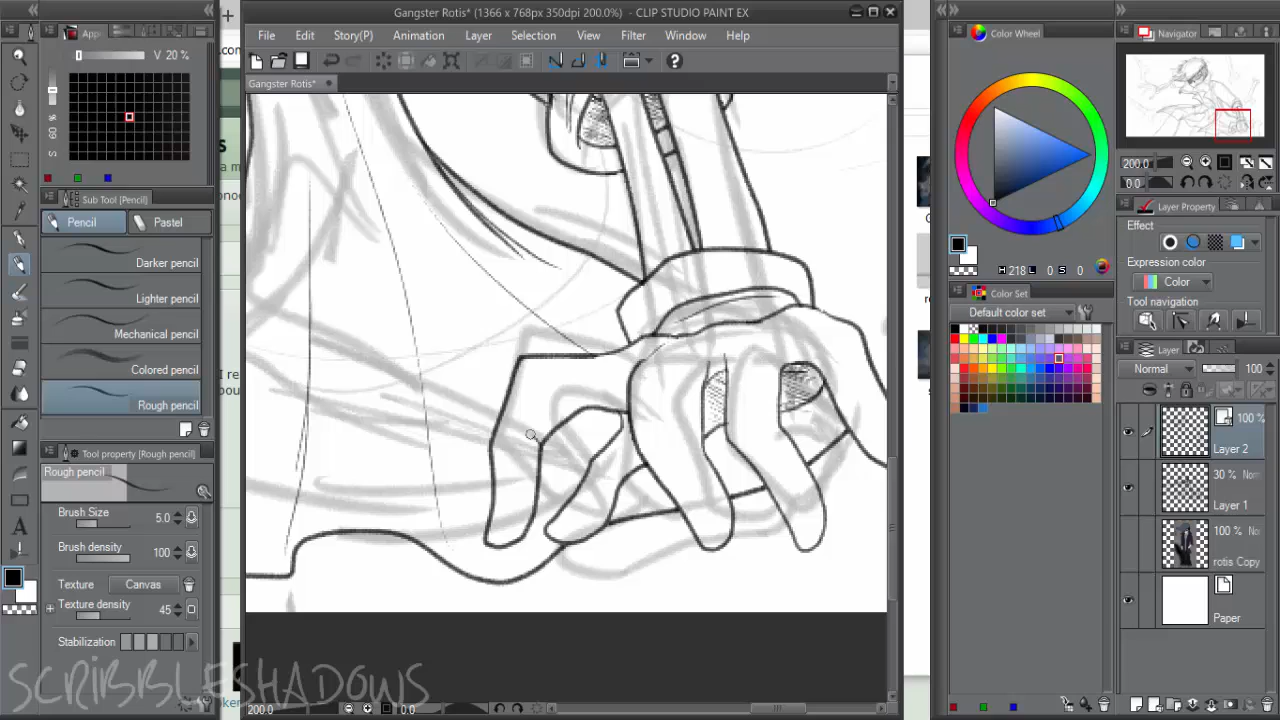 Gangster Rotis* (1366 x 768px 350dpi 200.0%) - CLIP STUDIO PAINT EX
File Edit Story(P) Animation Layer Selection View Filter Window Help
Gangster Rotis*
App
V 20 %
% 60 S
Sub Tool [Pencil]
Pencil
Pastel
Darker pencil
Lighter pencil
Mechanical pencil
Colored pencil
Rough pencil
Tool property [Rough pencil]
Rough pencil
Brush Size 5.0
Brush density 100
Texture Canvas
Texture density 45
Stabilization
200.0
0.0
Color Wheel
H 218 L 0 S 0
Color Set
Default color set
Navigator
200.0
0.0
Layer Property
Effect
Expression color
Color
Tool navigation
Layer
Normal
100
100 %
Layer 2
30 % No
Layer 1
100 %
rotis Copy
Paper
SCRIBBLESHADOWS